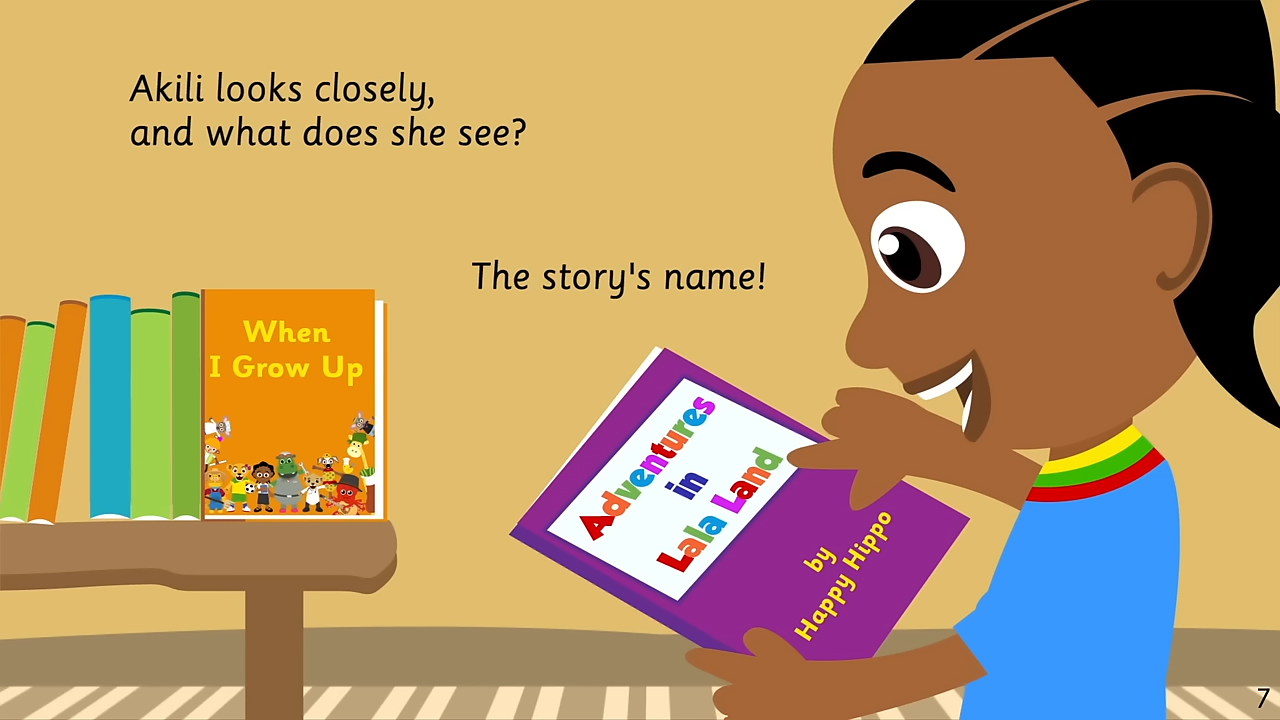 Akili looks closely,
and what does she see?
The story's name!
When
I Grow Up
Adventures
in
Lala Land
by
Happy Hippo
7